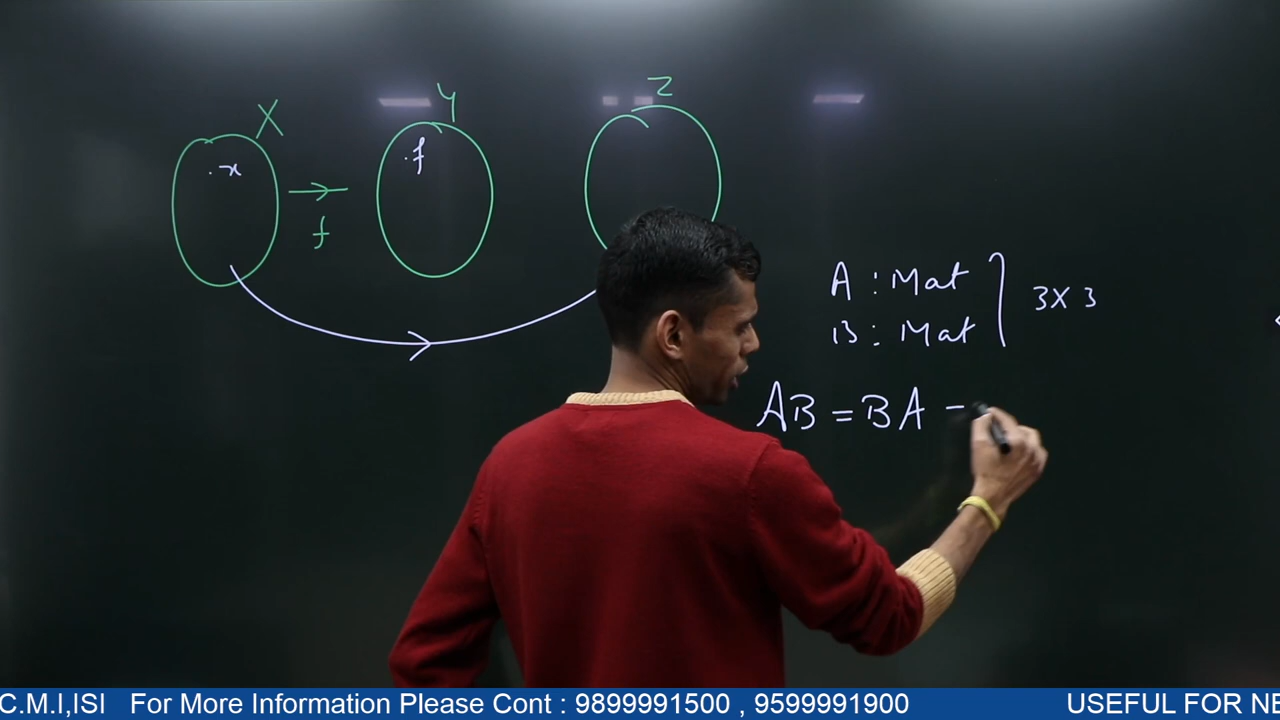 X
Y
Z
.x
.f
f
A : Mat
B : Mat
3x3
AB = BA -
C.M.I,ISI For More Information Please Cont : 9899991500 , 9599991900 USEFUL FOR NE